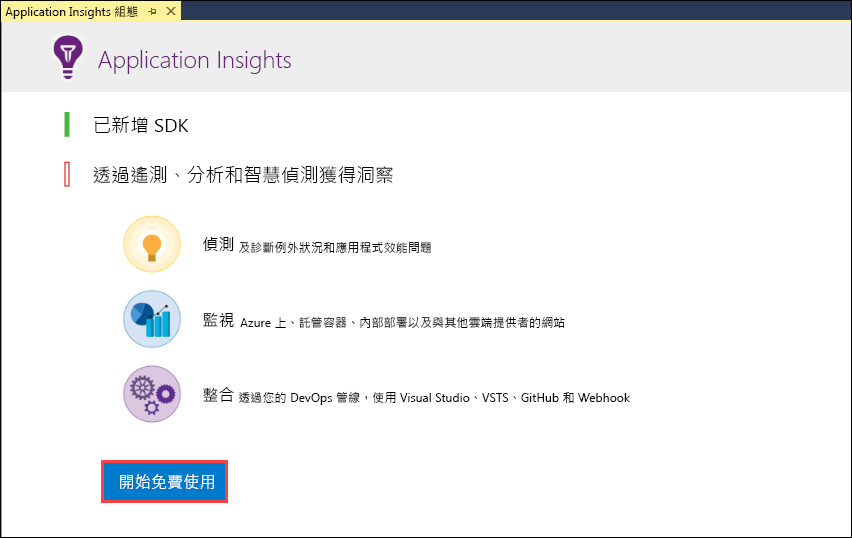 Application Insights 組態
Application Insights
已新增 SDK
透過遙測、分析和智慧偵測獲得洞察
偵測 及診斷例外狀況和應用程式效能問題
監視 Azure 上、託管容器、內部部署以及與其他雲端提供者的網站
整合 透過您的 DevOps 管線，使用 Visual Studio、VSTS、GitHub 和 Webhook
開始免費使用